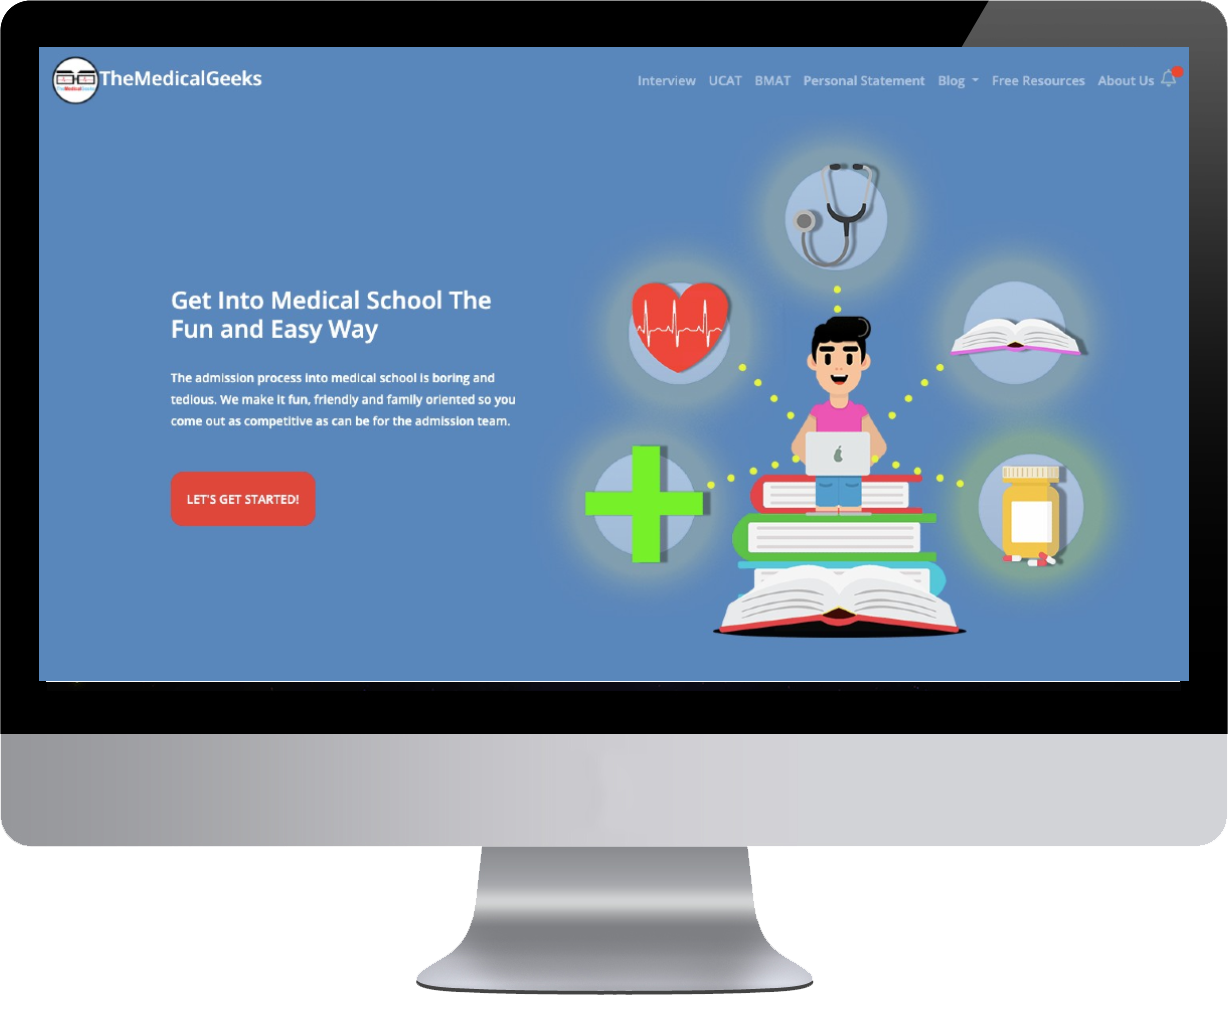 TheMedicalGeeks
Interview UCAT BMAT Personal Statement Blog Free Resources About Us
Get Into Medical School The
Fun and Easy Way
The admission process into medical school is boring and
tedious. We make it fun, friendly and family oriented so you
come out as competitive as can be for the admission team.
LET'S GET STARTED!